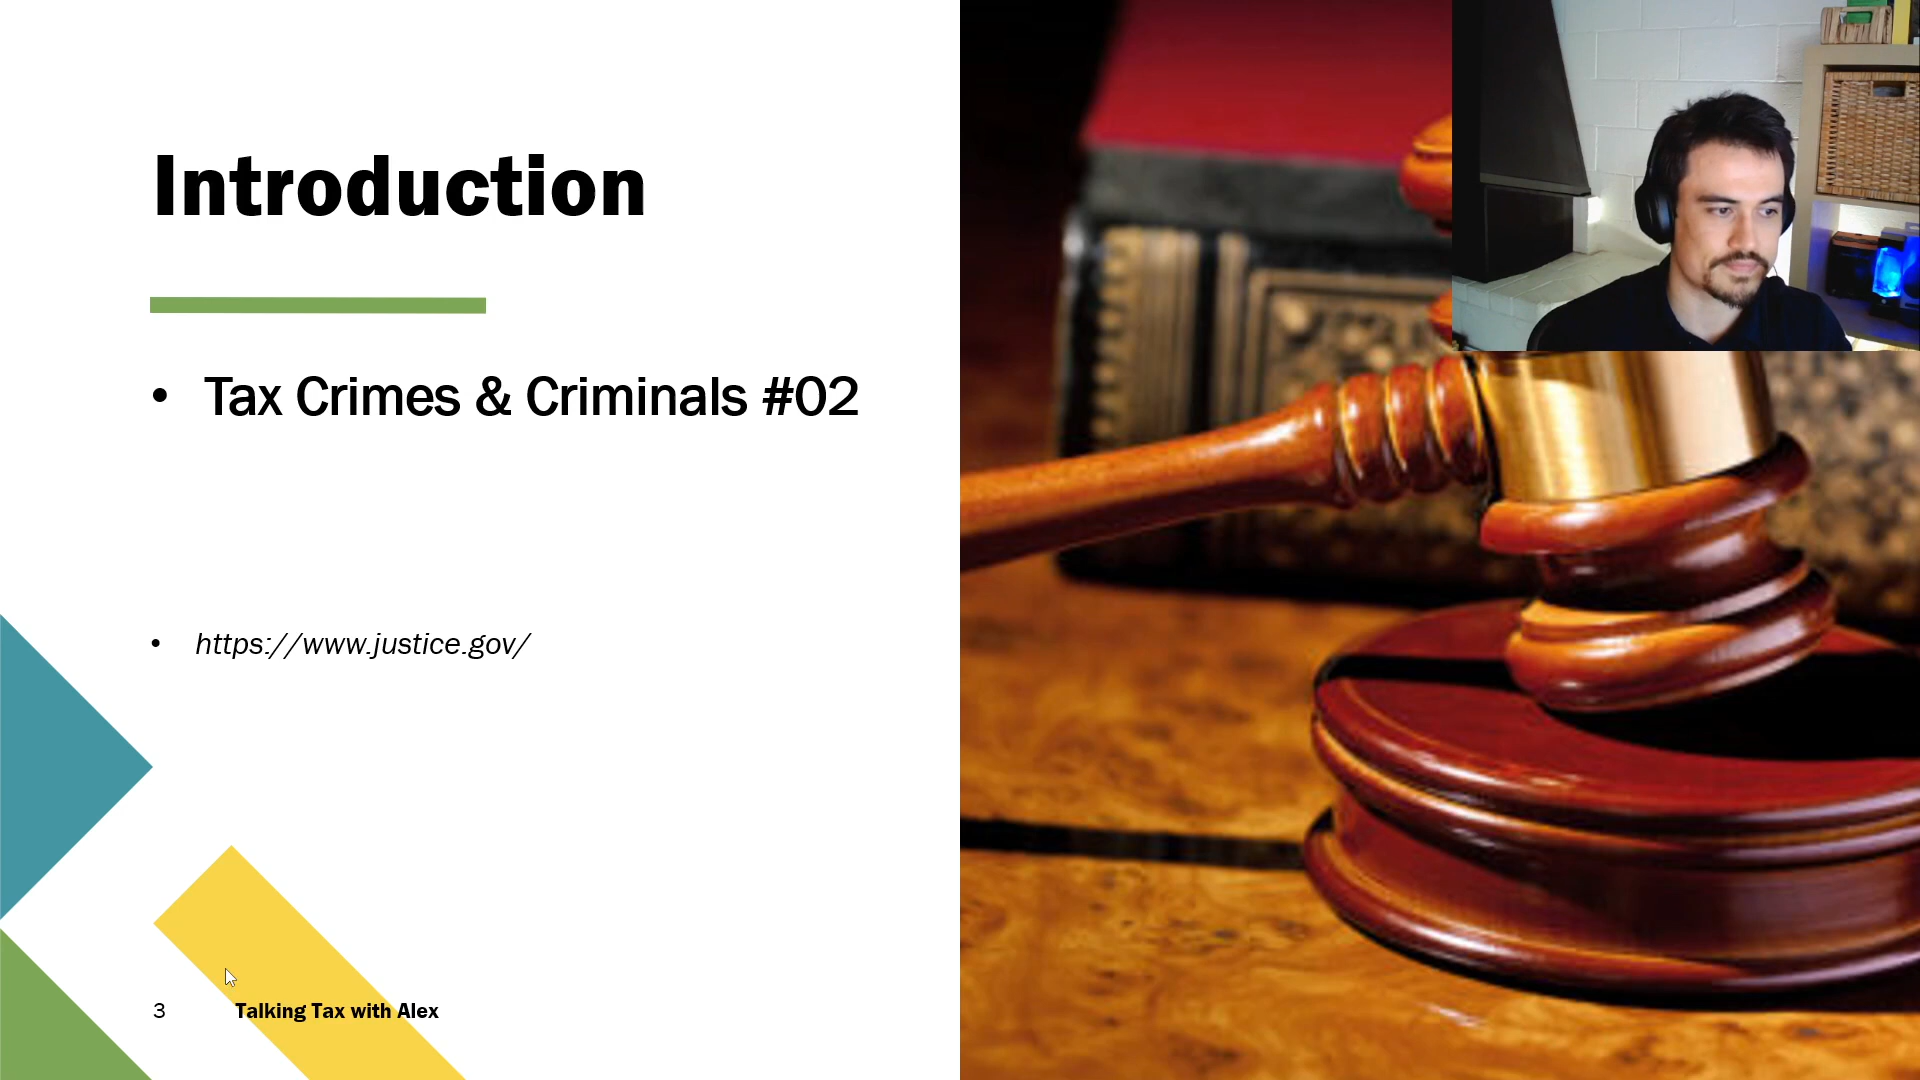 Introduction
• Tax Crimes & Criminals #02
• https://www.justice.gov/
3 Talking Tax with Alex